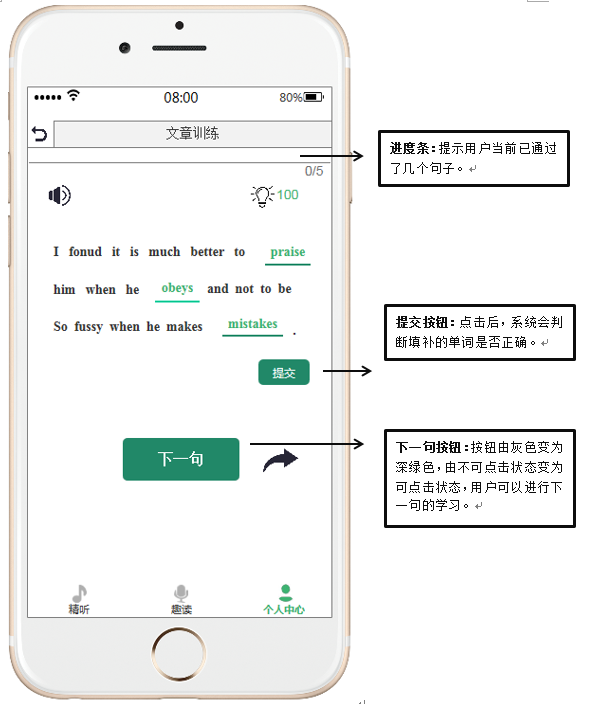 08:00
80%
文章训练
0/5
100
I fonud it is much better to praise
him when he obeys and not to be
So fussy when he makes mistakes .
提交
下一句
精听
趣读
个人中心
进度条：提示用户当前已通过
了几个句子。
提交按钮：点击后，系统会判
断填补的单词是否正确。
下一句按钮：按钮由灰色变为
深绿色，由不可点击状态变为
可点击状态，用户可以进行下
一句的学习。